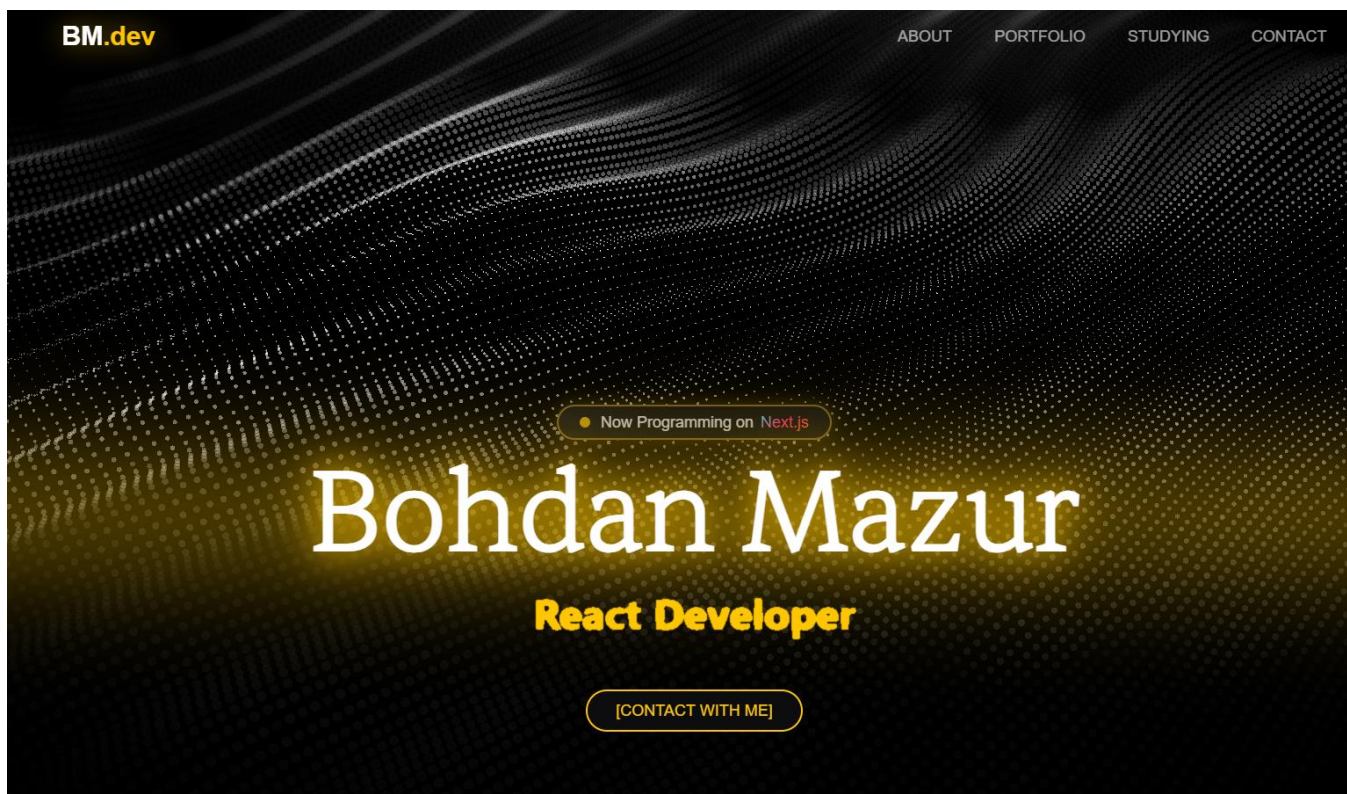 BM.dev
ABOUT PORTFOLIO STUDYING CONTACT
Now Programming on Next.js
Bohdan Mazur
React Developer
[CONTACT WITH ME]